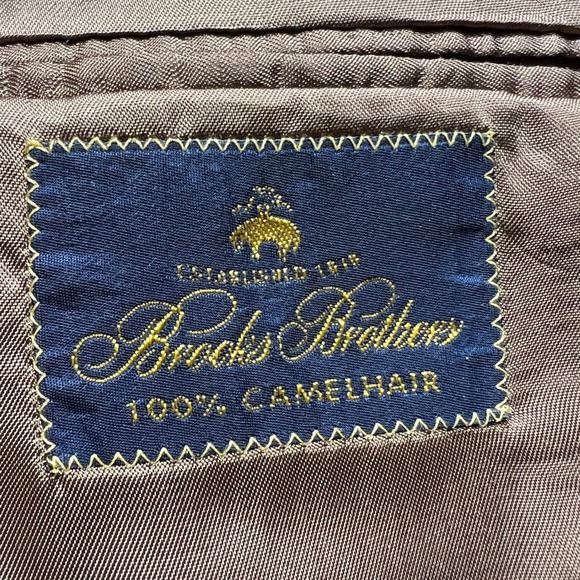 ESTABLISHED 1818
Brooks Brothers
100% CAMELHAIR